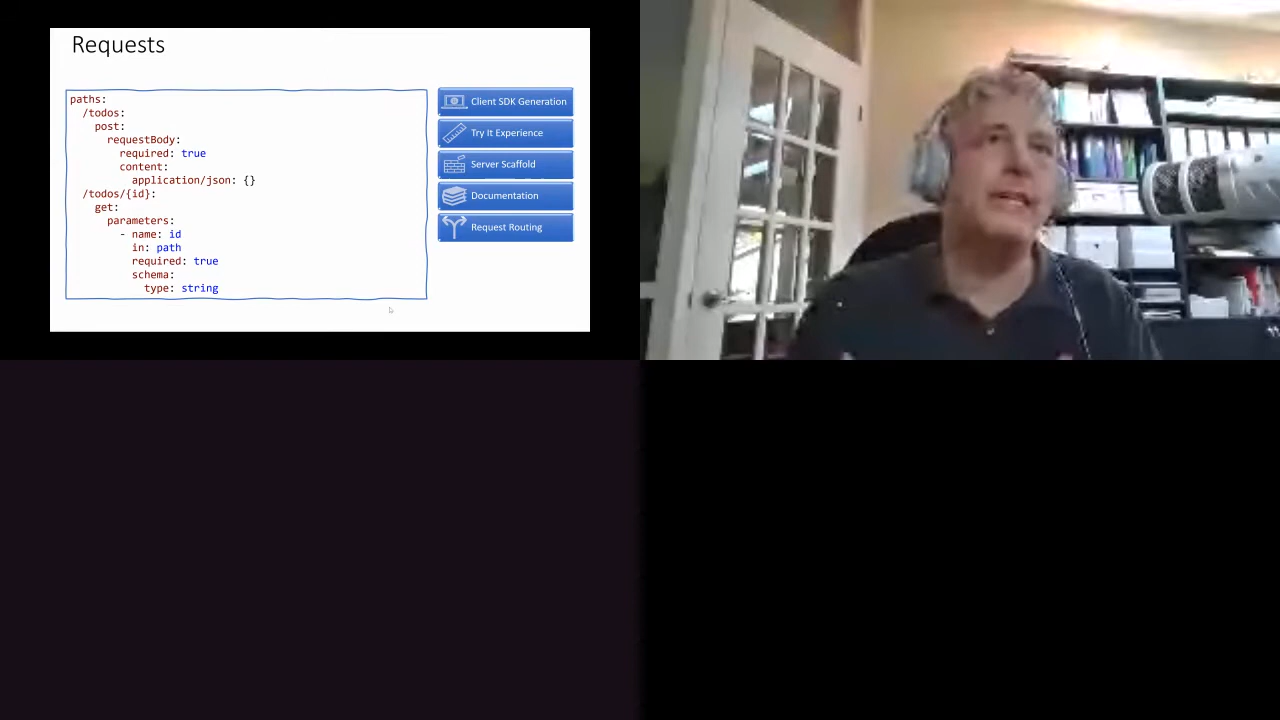 Requests
paths:
  /todos:
    post:
      requestBody:
        required: true
        content:
          application/json: {}
  /todos/{id}:
    get:
      parameters:
        - name: id
          in: path
          required: true
          schema:
            type: string
Client SDK Generation
Try It Experience
Server Scaffold
Documentation
Request Routing